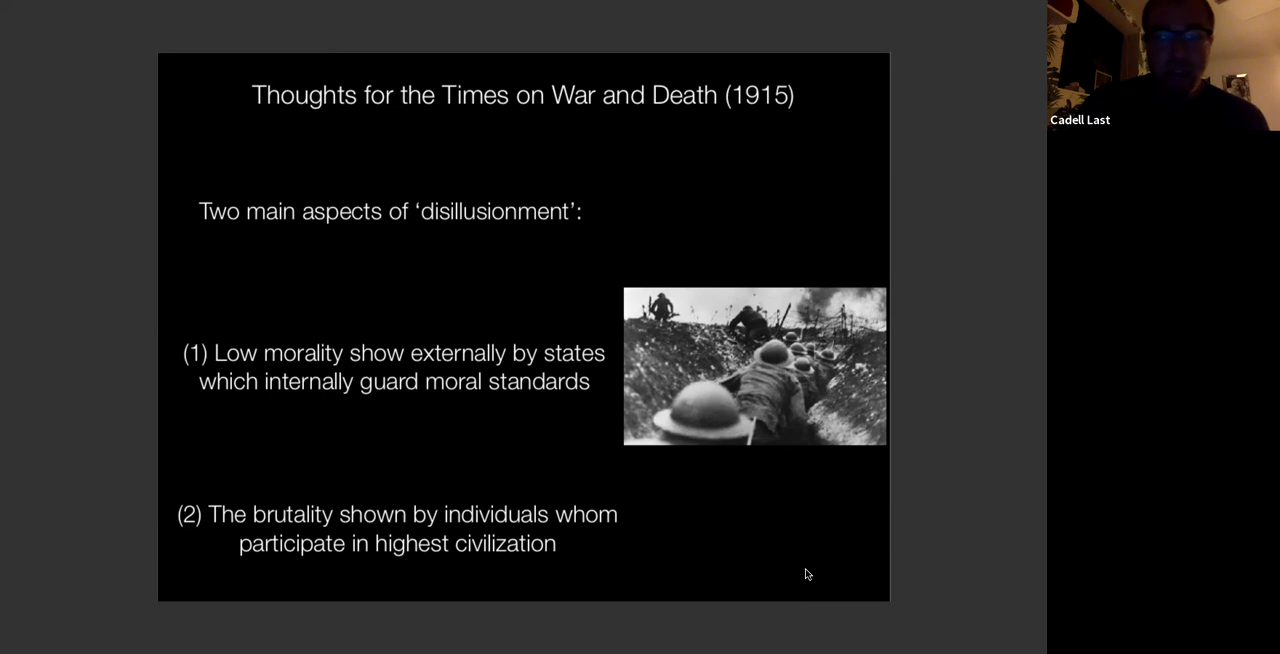 Thoughts for the Times on War and Death (1915)
Cadell Last
Two main aspects of ‘disillusionment’:
(1) Low morality show externally by states
which internally guard moral standards
(2) The brutality shown by individuals whom
participate in highest civilization